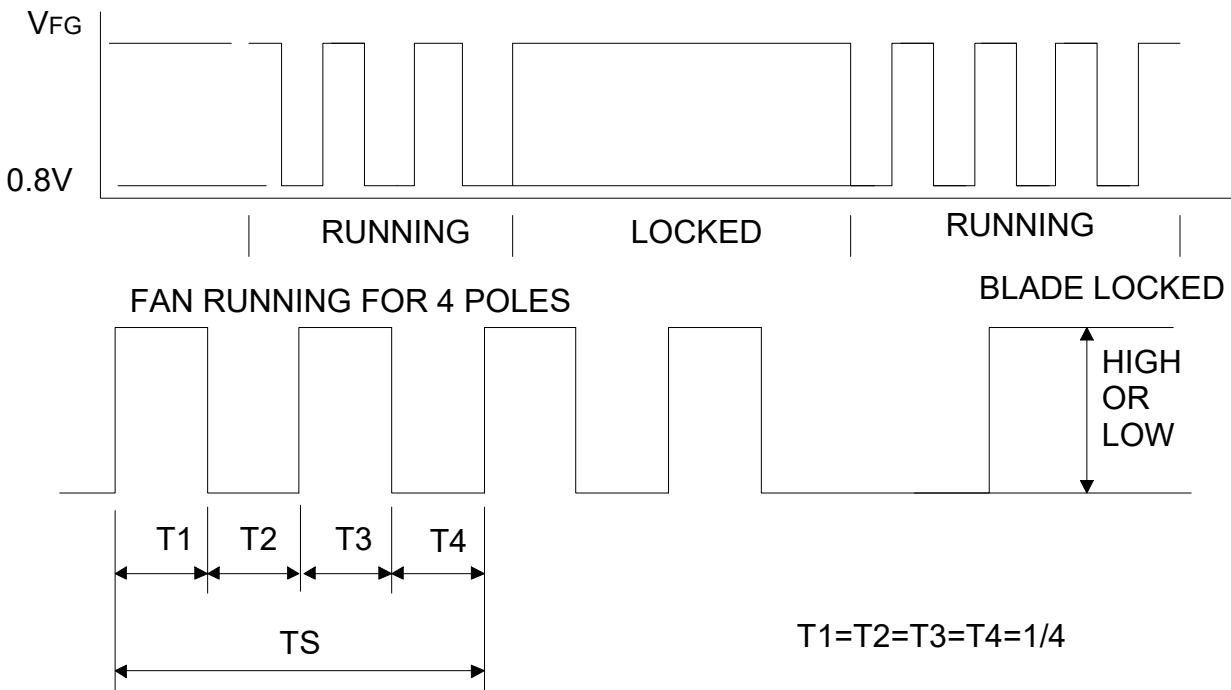 VFG
0.8V
RUNNING
LOCKED
RUNNING
FAN RUNNING FOR 4 POLES
BLADE LOCKED
HIGH
OR
LOW
T1 T2 T3 T4
TS
T1=T2=T3=T4=1/4